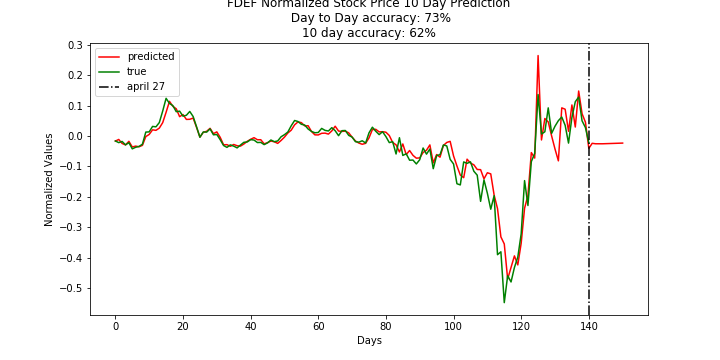 FDEF Normalized Stock Price 10 Day Prediction
Day to Day accuracy: 73%
10 day accuracy: 62%
predicted
true
april 27
Normalized Values
0.3
0.2
0.1
0.0
−0.1
−0.2
−0.3
−0.4
−0.5
0
20
40
60
80
100
120
140
Days